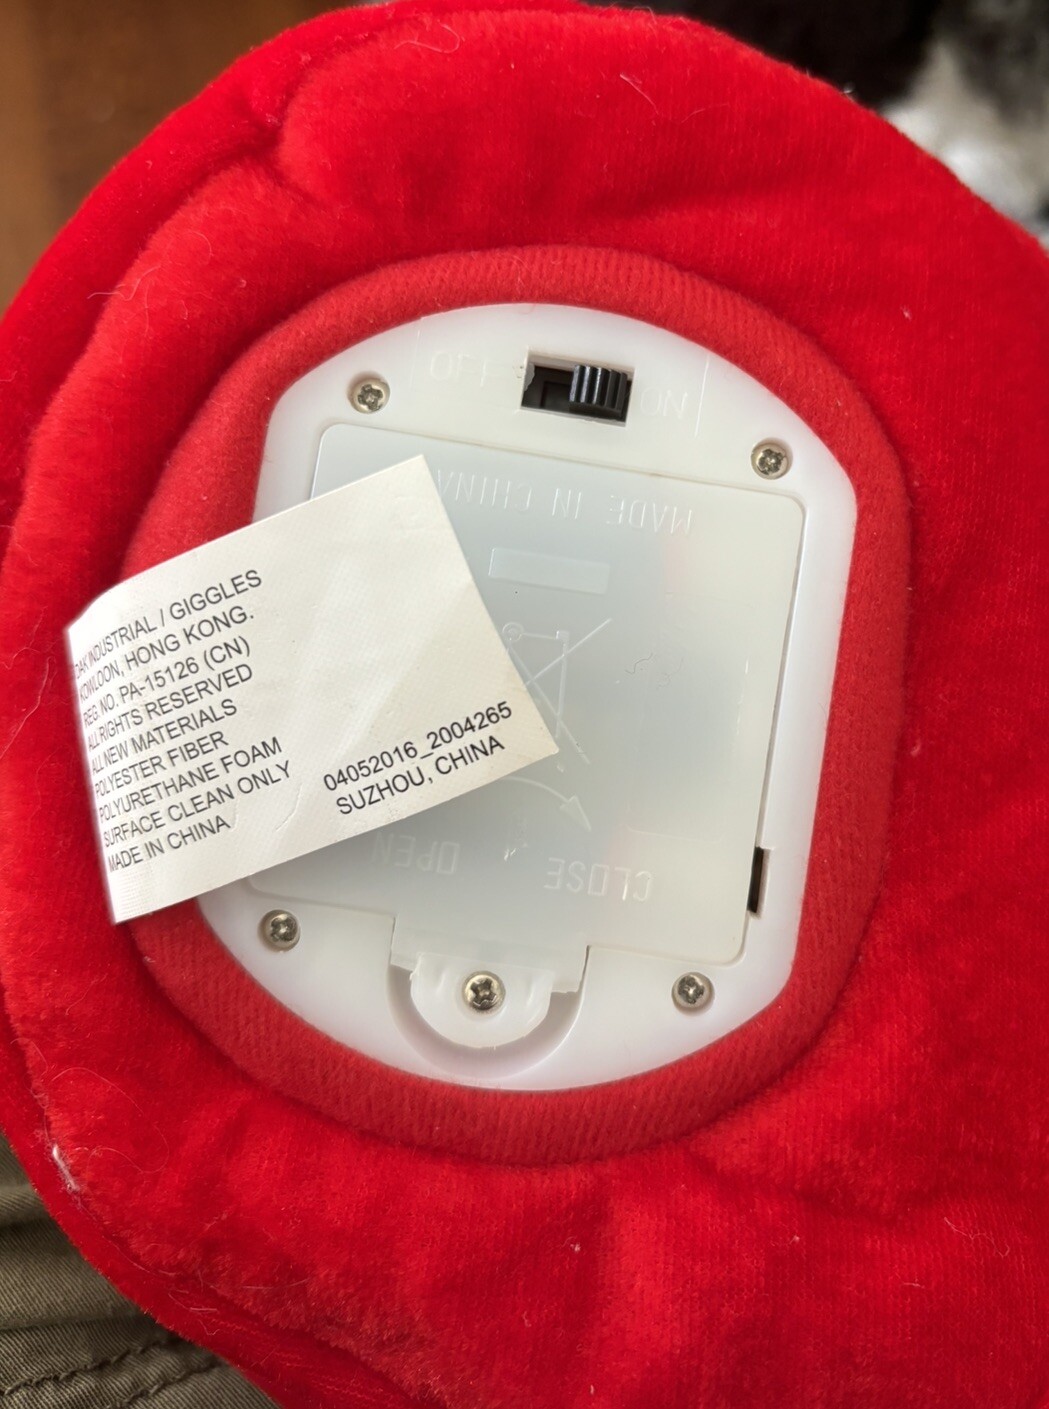 OFF
ON
MADE IN CHINA
OAK INDUSTRIAL / GIGGLES
KOWLOON, HONG KONG.
REG. NO. PA-15126 (CN)
ALL RIGHTS RESERVED
ALL NEW MATERIALS
POLYESTER FIBER
POLYURETHANE FOAM
SURFACE CLEAN ONLY
MADE IN CHINA
04052016_2004265
SUZHOU, CHINA
OPEN
CLOSE